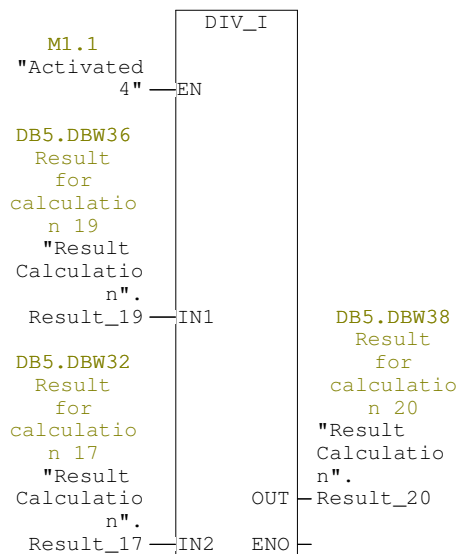 DIV_I
M1.1
"Activated
4"
EN
DB5.DBW36
Result
for
calculatio
n 19
"Result
Calculatio
n".
Result_19
IN1
DB5.DBW32
Result
for
calculatio
n 17
"Result
Calculatio
n".
Result_17
IN2
DB5.DBW38
Result
for
calculatio
n 20
"Result
Calculatio
n".
OUT
Result_20
ENO